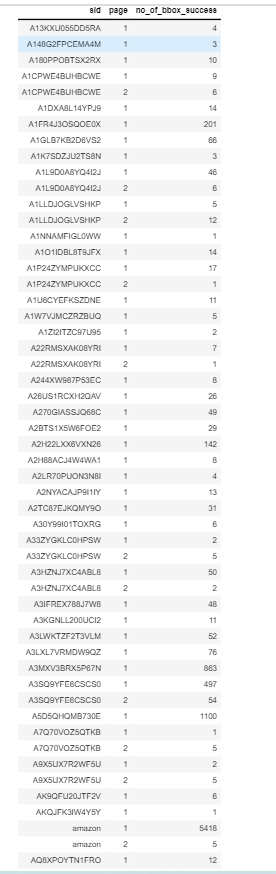 sid page no_of_bbox_success
A13KXU055DD5RA 1 4
A148G2FPCEMA4M 1 3
A180PPOBTSX2RX 1 10
A1CPWE4BUHBCWE 1 9
A1CPWE4BUHBCWE 2 6
A1DXA8L14YPJ9 1 14
A1FR4J3OSQOE0X 1 201
A1GLB7KB2D6VS2 1 66
A1K7SDZJU2TS8N 1 3
A1L9D0A8YQ4I2J 1 46
A1L9D0A8YQ4I2J 2 6
A1LLDJOGLVSHKP 1 5
A1LLDJOGLVSHKP 2 12
A1NNAMFIGL0WW 1 1
A1O1IDBL8T9JFX 1 14
A1P24ZYMPUKXCC 1 17
A1P24ZYMPUKXCC 2 1
A1U6CYEFKSZDNE 1 11
A1W7VJMCZRZBUQ 1 5
A1ZI2ITZC97U95 1 2
A22RMSXAK08YRI 1 7
A22RMSXAK08YRI 2 1
A244XW987P53EC 1 8
A26US1RCXH2QAV 1 26
A270GIASSJQ68C 1 49
A2BTS1X5W6FOE2 1 29
A2H22LXX6VXN26 1 142
A2H88ACJ4W4WA1 1 8
A2LR70PUON3N8I 1 4
A2NYACAJP9I1IY 1 13
A2TC87EJKQMY9O 1 31
A30Y99I01TOXRG 1 6
A33ZYGKLC0HPSW 1 2
A33ZYGKLC0HPSW 2 5
A3HZNJ7XC4ABL8 1 50
A3HZNJ7XC4ABL8 2 2
A3IFREX788J7W8 1 48
A3KGNLL200UCI2 1 11
A3LWKTZF2T3VLM 1 52
A3LXL7VRMDW9QZ 1 76
A3MXV3BRX5P67N 1 863
A3SQ9YFE6CSCS0 1 497
A3SQ9YFE6CSCS0 2 54
A5D5QHQMB730E 1 1100
A7Q70VOZ5QTKB 1 1
A7Q70VOZ5QTKB 2 5
A9X5UX7R2WF5U 1 2
A9X5UX7R2WF5U 2 5
AK9QFU20JTF2V 1 6
AKQJFK3IW4Y5Y 1 1
amazon 1 5418
amazon 2 5
AQ8XPOYTN1FRO 1 12